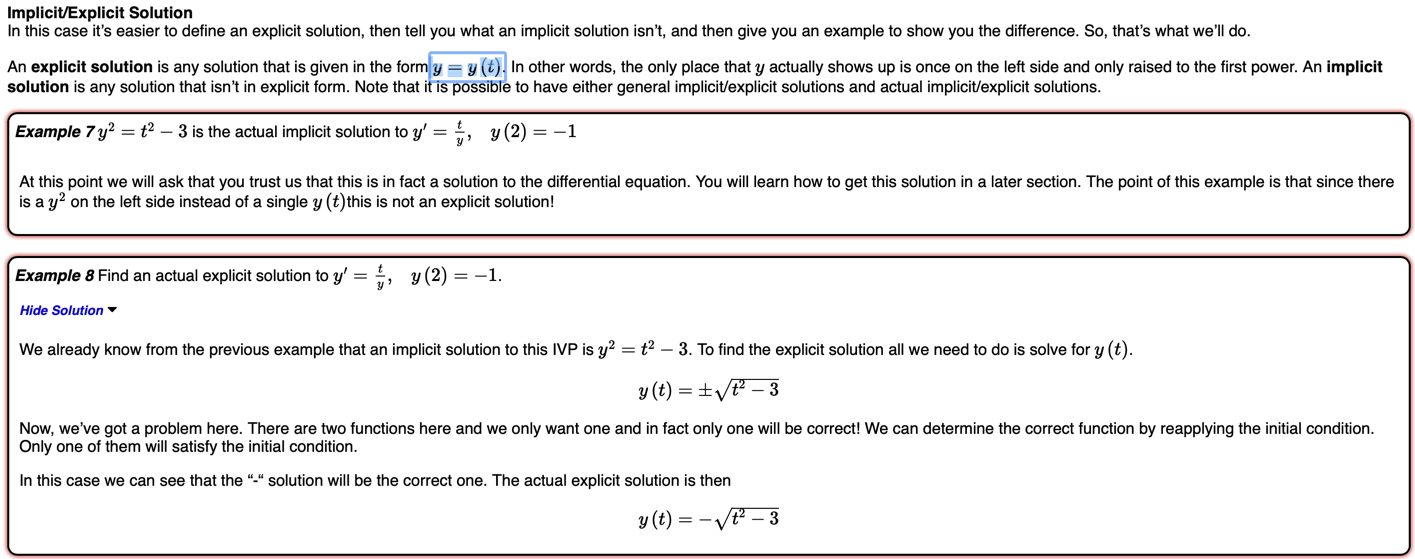 Implicit/Explicit Solution
In this case it’s easier to define an explicit solution, then tell you what an implicit solution isn’t, and then give you an example to show you the difference. So, that’s what we’ll do.
An explicit solution is any solution that is given in the form y = y (t). In other words, the only place that y actually shows up is once on the left side and only raised to the first power. An implicit
solution is any solution that isn’t in explicit form. Note that it is possible to have either general implicit/explicit solutions and actual implicit/explicit solutions.
Example 7 y² = t² − 3 is the actual implicit solution to y′ = t/y, y (2) = −1
At this point we will ask that you trust us that this is in fact a solution to the differential equation. You will learn how to get this solution in a later section. The point of this example is that since there
is a y² on the left side instead of a single y (t)this is not an explicit solution!
Example 8 Find an actual explicit solution to y′ = t/y, y (2) = −1.
Hide Solution ▼
We already know from the previous example that an implicit solution to this IVP is y² = t² − 3. To find the explicit solution all we need to do is solve for y (t).
y (t) = ±√(t² − 3)
Now, we’ve got a problem here. There are two functions here and we only want one and in fact only one will be correct! We can determine the correct function by reapplying the initial condition.
Only one of them will satisfy the initial condition.
In this case we can see that the “-“ solution will be the correct one. The actual explicit solution is then
y (t) = −√(t² − 3)